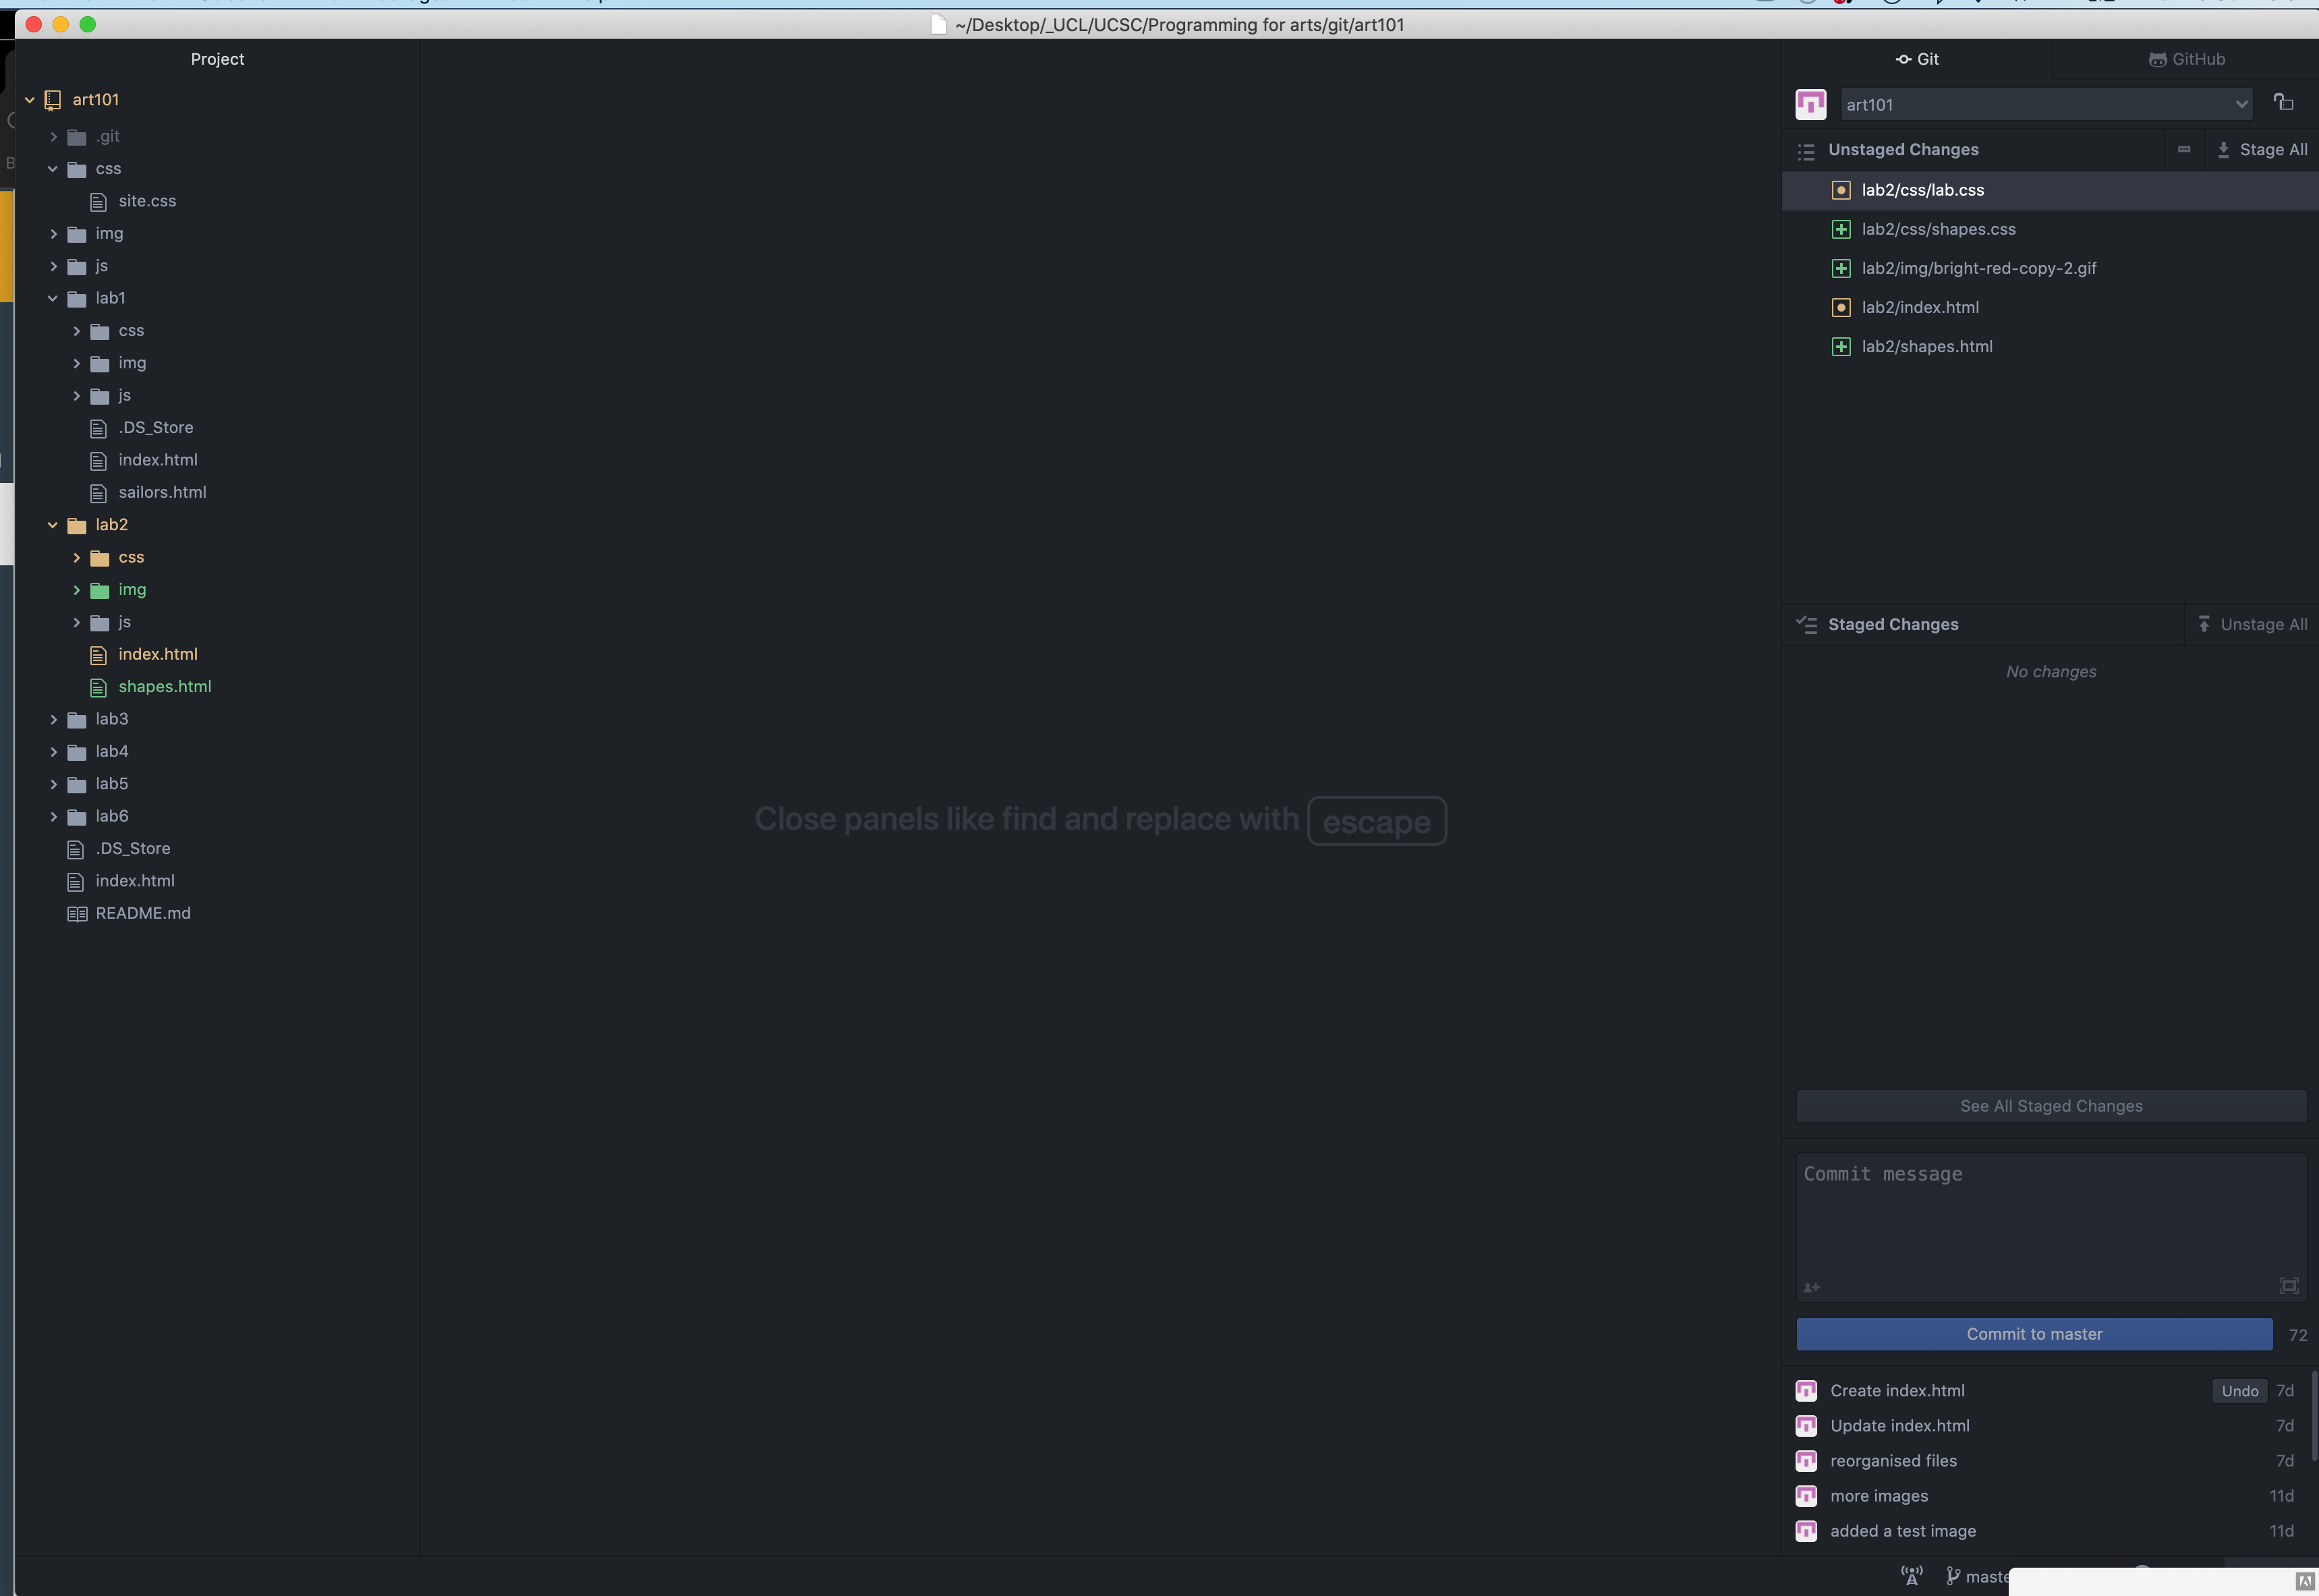 ~/Desktop/_UCL/UCSC/Programming for arts/git/art101
Project
art101
.git
css
site.css
img
js
lab1
css
img
js
.DS_Store
index.html
sailors.html
lab2
css
img
js
index.html
shapes.html
lab3
lab4
lab5
lab6
.DS_Store
index.html
README.md
Close panels like find and replace with escape
Git GitHub
art101
Unstaged Changes Stage All
lab2/css/lab.css
lab2/css/shapes.css
lab2/img/bright-red-copy-2.gif
lab2/index.html
lab2/shapes.html
Staged Changes Unstage All
No changes
See All Staged Changes
Commit message
Commit to master 72
Create index.html Undo 7d
Update index.html 7d
reorganised files 7d
more images 11d
added a test image 11d